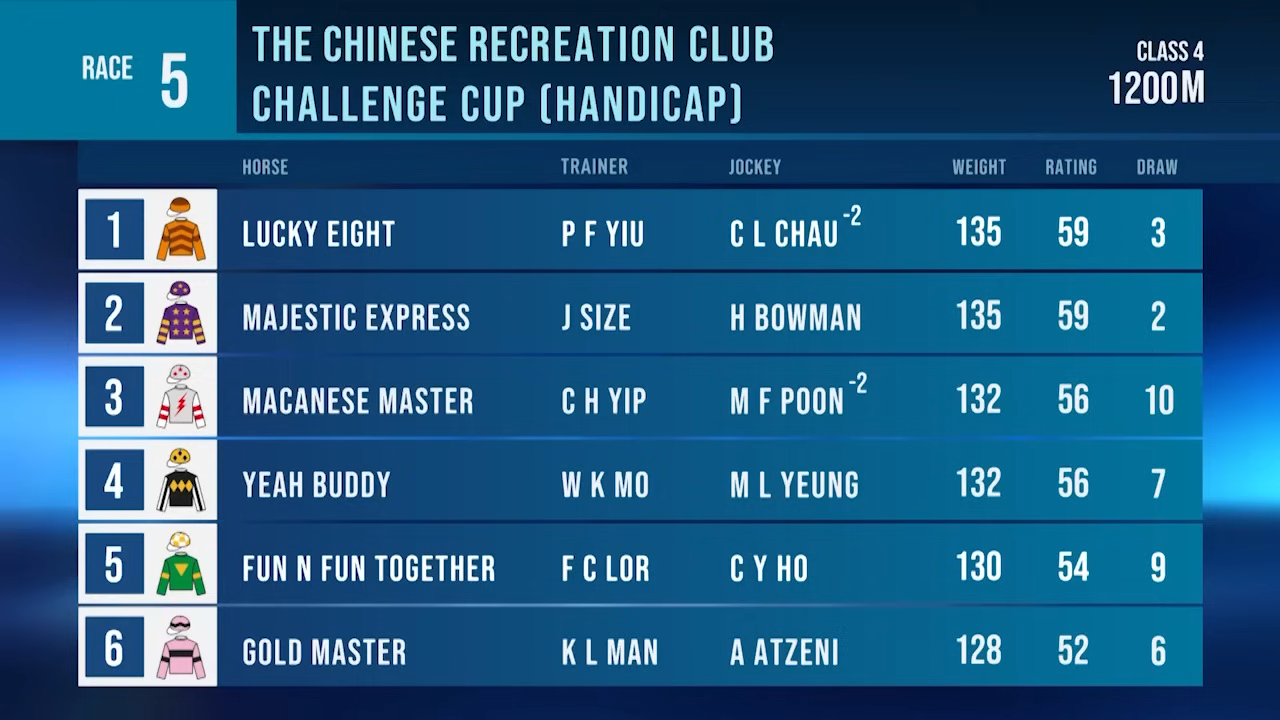 RACE 5
THE CHINESE RECREATION CLUB
CHALLENGE CUP (HANDICAP)
CLASS 4
1200M
HORSE TRAINER JOCKEY WEIGHT RATING DRAW
1 LUCKY EIGHT P F YIU C L CHAU -2 135 59 3
2 MAJESTIC EXPRESS J SIZE H BOWMAN 135 59 2
3 MACANESE MASTER C H YIP M F POON -2 132 56 10
4 YEAH BUDDY W K MO M L YEUNG 132 56 7
5 FUN N FUN TOGETHER F C LOR C Y HO 130 54 9
6 GOLD MASTER K L MAN A ATZENI 128 52 6